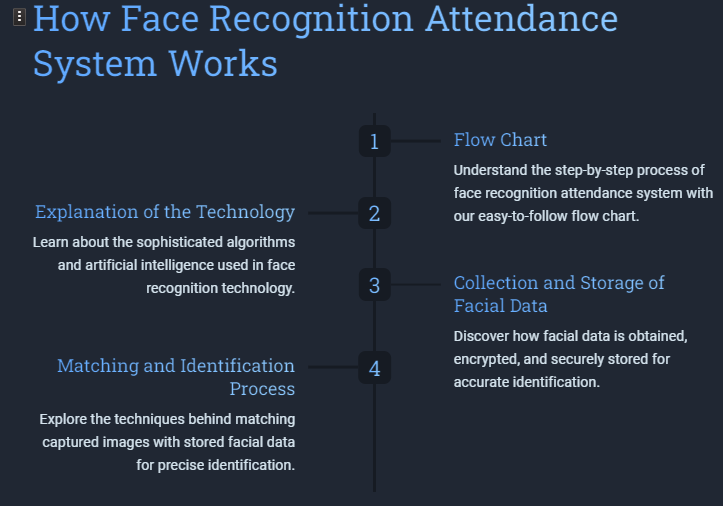 How Face Recognition Attendance
System Works
1
Flow Chart
Understand the step-by-step process of
face recognition attendance system with
our easy-to-follow flow chart.
2
Explanation of the Technology
Learn about the sophisticated algorithms
and artificial intelligence used in face
recognition technology.
3
Collection and Storage of
Facial Data
Discover how facial data is obtained,
encrypted, and securely stored for
accurate identification.
4
Matching and Identification
Process
Explore the techniques behind matching
captured images with stored facial data
for precise identification.